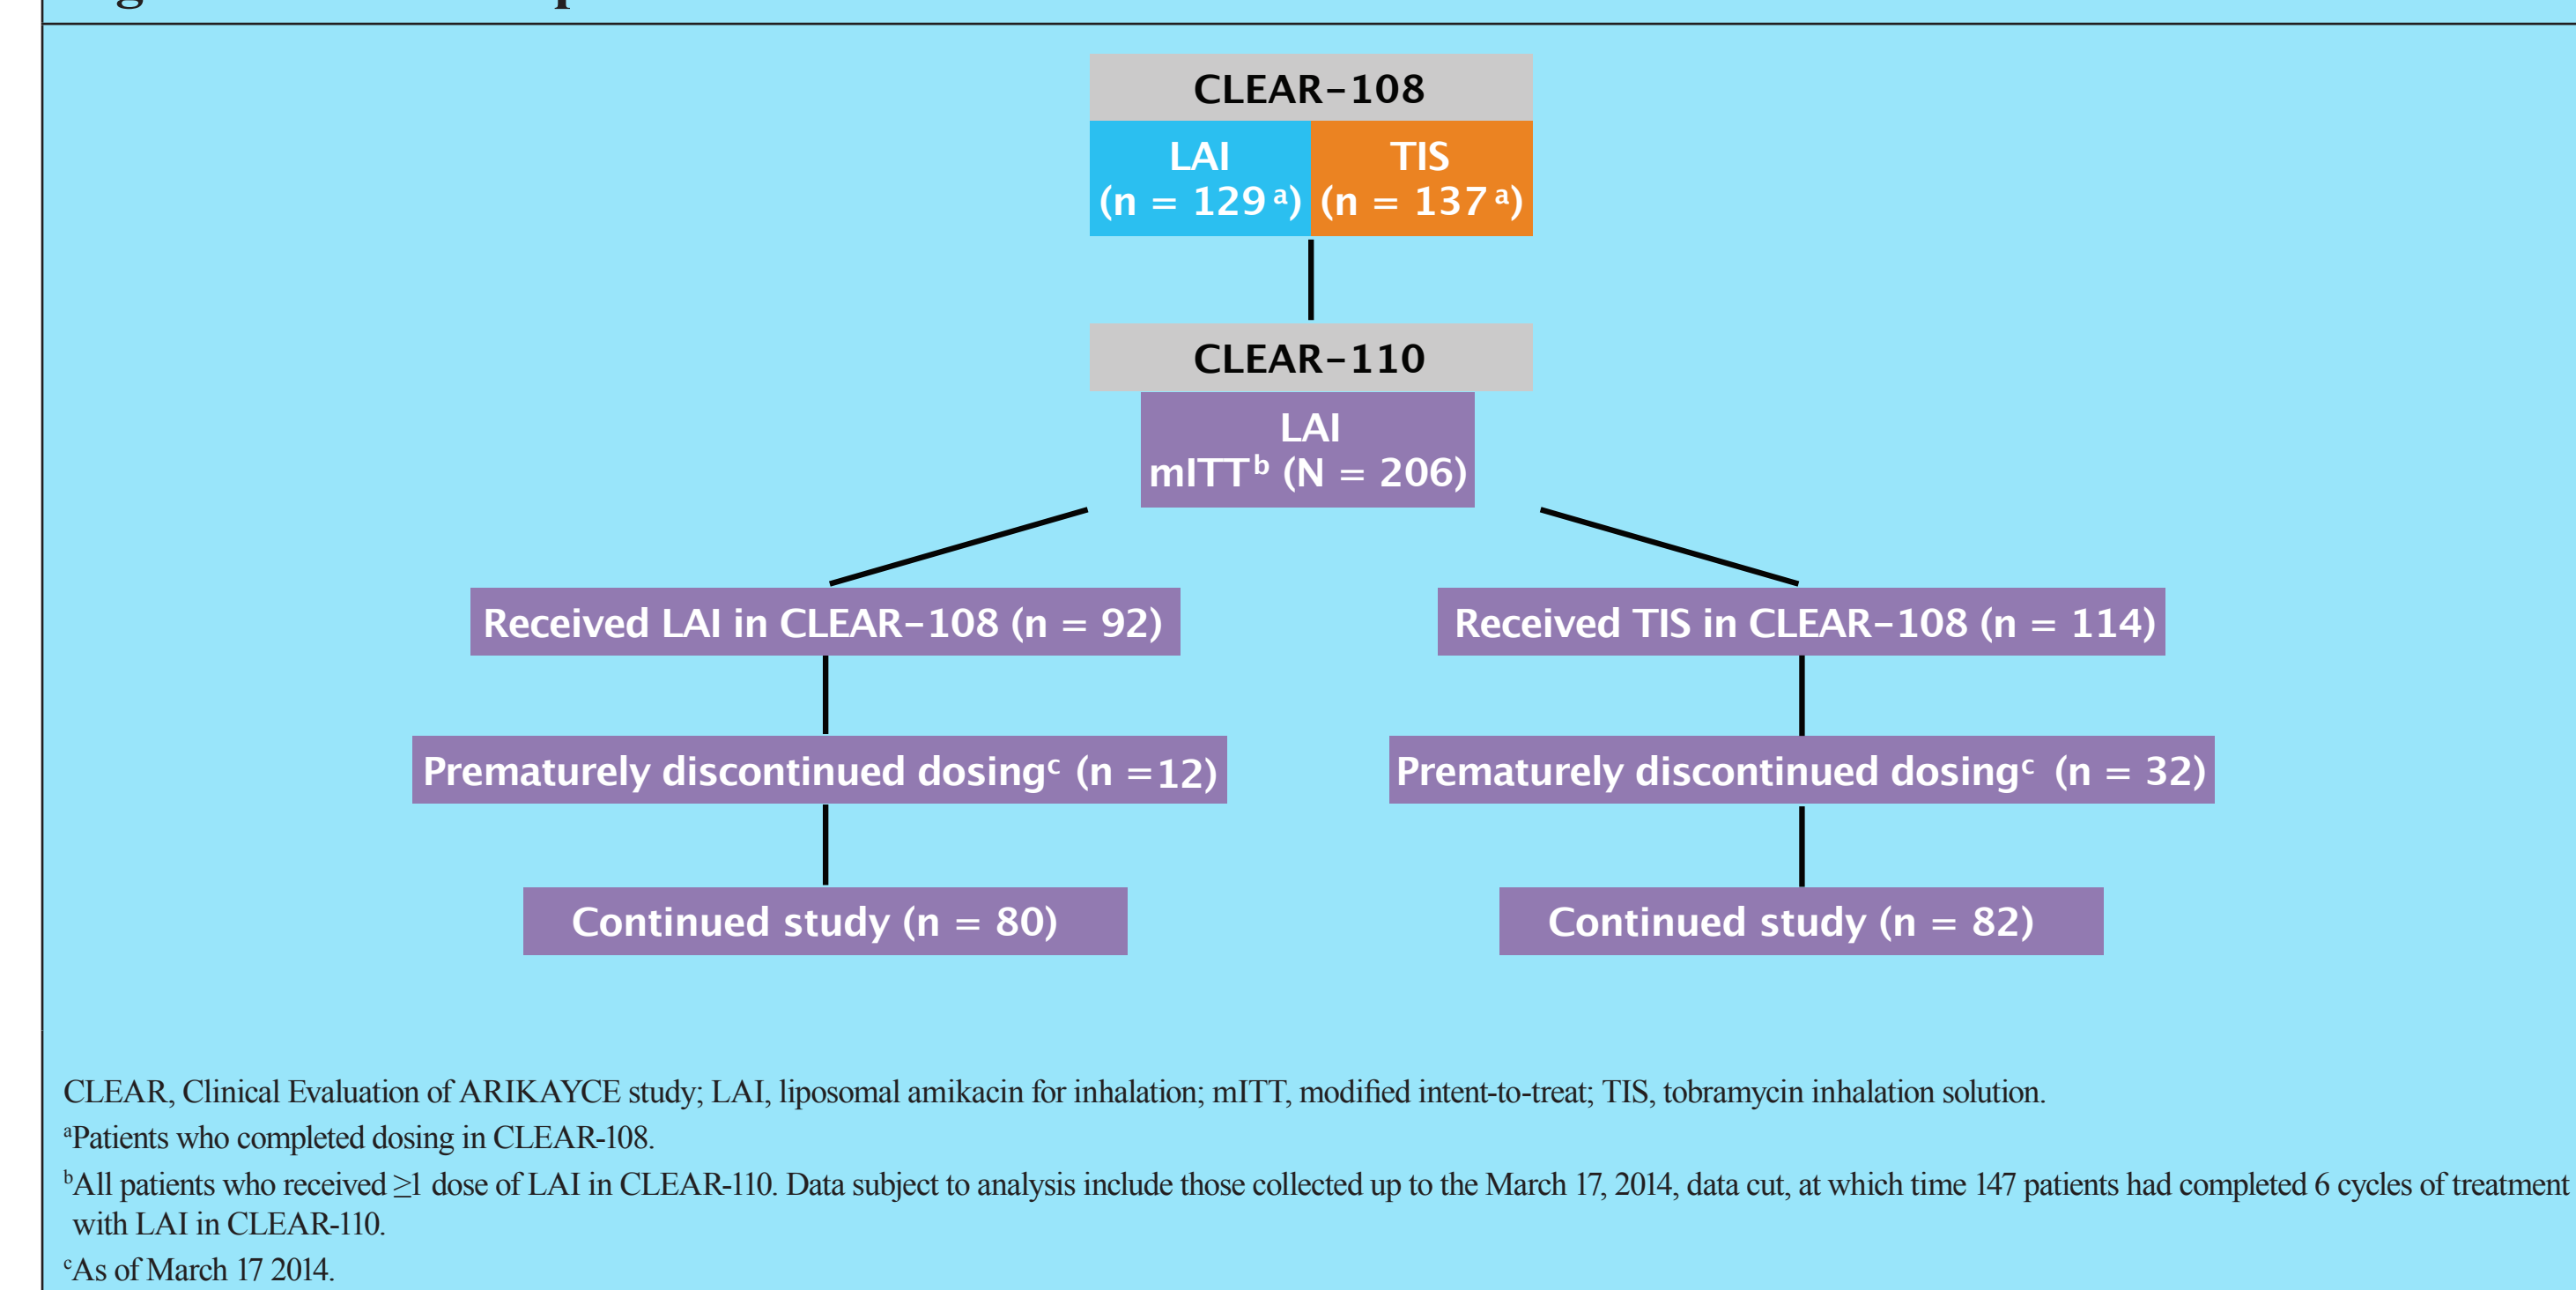 CLEAR–108
LAI
(n = 129 a)
TIS
(n = 137 a)
CLEAR–110
LAI
mITT b (N = 206)
Received LAI in CLEAR–108 (n = 92)
Received TIS in CLEAR–108 (n = 114)
Prematurely discontinued dosingc (n =12)
Prematurely discontinued dosingc (n = 32)
Continued study (n = 80)
Continued study (n = 82)
CLEAR, Clinical Evaluation of ARIKAYCE study; LAI, liposomal amikacin for inhalation; mITT, modified intent-to-treat; TIS, tobramycin inhalation solution.
aPatients who completed dosing in CLEAR-108.
bAll patients who received ≥1 dose of LAI in CLEAR-110. Data subject to analysis include those collected up to the March 17, 2014, data cut, at which time 147 patients had completed 6 cycles of treatment
with LAI in CLEAR-110.
cAs of March 17 2014.